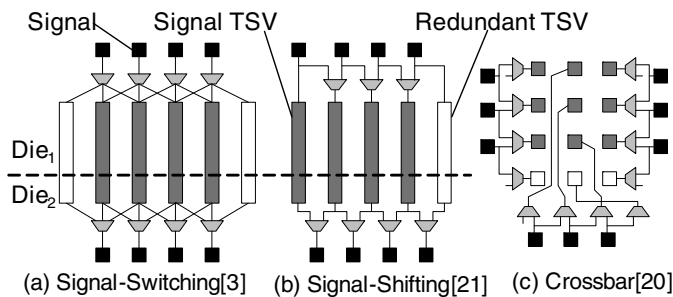 Signal Signal TSV Redundant TSV
Die1
Die2
(a) Signal-Switching[3] (b) Signal-Shifting[21] (c) Crossbar[20]